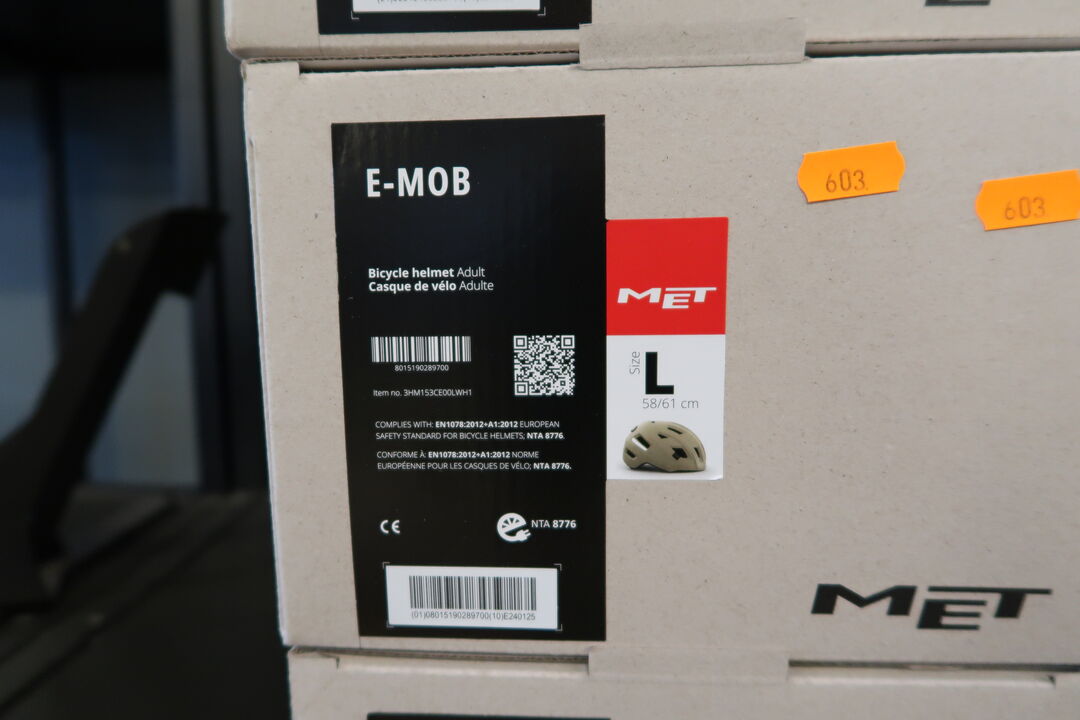 E-MOB
Bicycle helmet Adult
Casque de vélo Adulte
8015190289700
Item no. 3HM153CE00LWH1
COMPLIES WITH: EN1078:2012+A1:2012 EUROPEAN
SAFETY STANDARD FOR BICYCLE HELMETS; NTA 8776.
CONFORME À: EN1078:2012+A1:2012 NORME
EUROPÉENNE POUR LES CASQUES DE VÉLO; NTA 8776.
CE
NTA 8776
(01)08015190289700(10)E240125
MET
Size
L
58/61 cm
603
603
MET